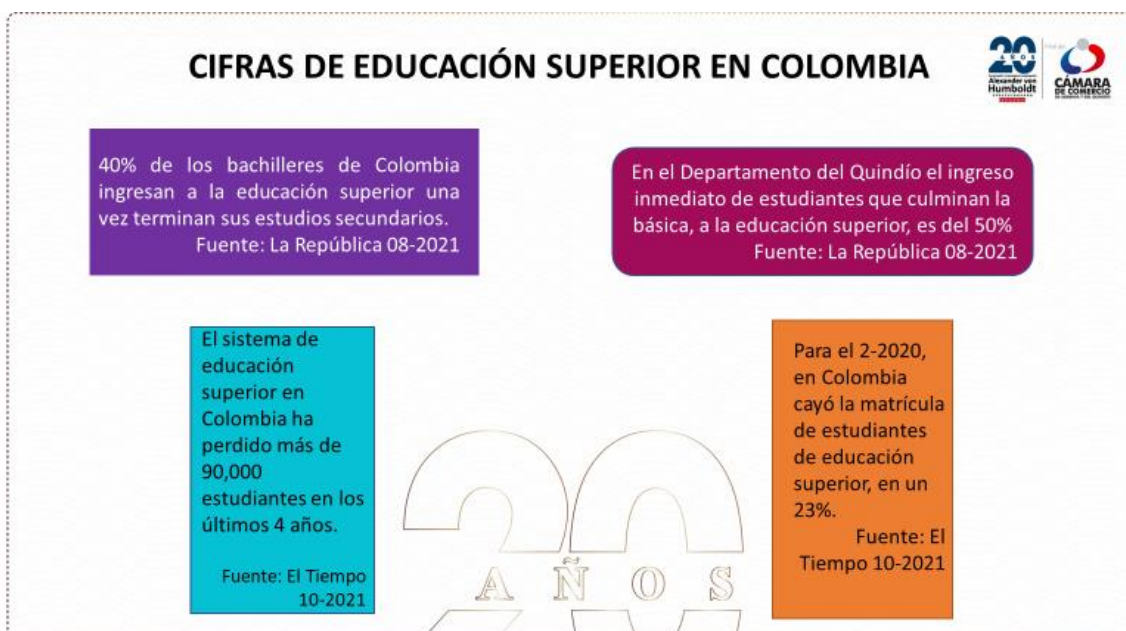 CIFRAS DE EDUCACIÓN SUPERIOR EN COLOMBIA
20
AÑOS
Alexander von
Humboldt
CÁMARA
DE COMERCIO
40% de los bachilleres de Colombia
ingresan a la educación superior una
vez terminan sus estudios secundarios.
Fuente: La República 08-2021
En el Departamento del Quindío el ingreso
inmediato de estudiantes que culminan la
básica, a la educación superior, es del 50%
Fuente: La República 08-2021
El sistema de
educación
superior en
Colombia ha
perdido más de
90,000
estudiantes en los
últimos 4 años.
Fuente: El Tiempo
10-2021
Para el 2-2020,
en Colombia
cayó la matrícula
de estudiantes
de educación
superior, en un
23%.
Fuente: El
Tiempo 10-2021
20
AÑOS